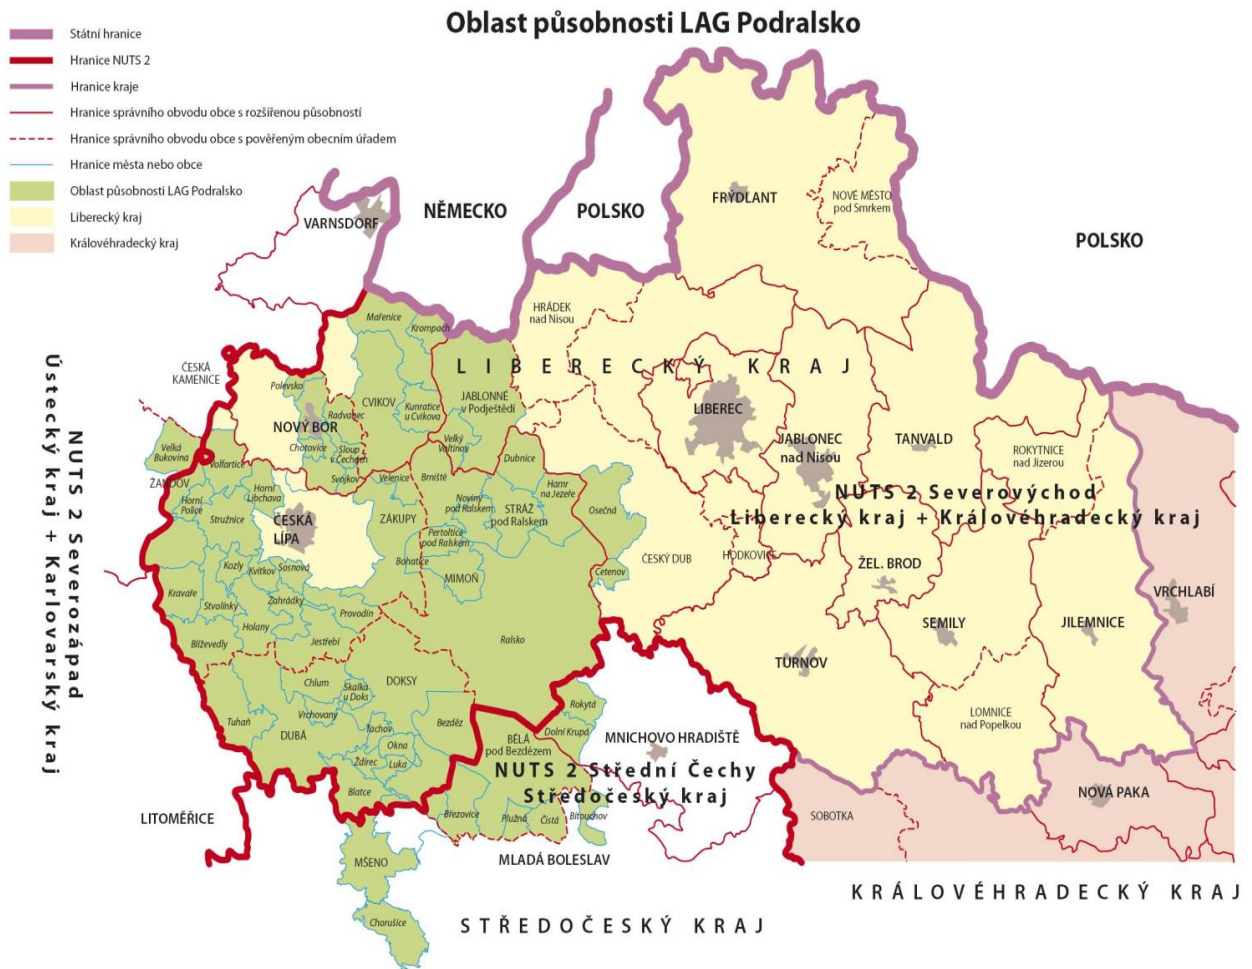 Oblast působnosti LAG Podralsko
Státní hranice
Hranice NUTS 2
Hranice kraje
Hranice správního obvodu obce s rozšířenou působností
Hranice správního obvodu obce s pověřeným obecním úřadem
Hranice města nebo obce
Oblast působnosti LAG Podralsko
Liberecký kraj
Královéhradecký kraj
VARNSDORF
NĚMECKO
POLSKO
FRÝDLANT
NOVÉ MĚSTO
pod Smrkem
POLSKO
HRÁDEK
nad Nisou
Mařenice
Krompach
LIBERECKÝ KRAJ
ČESKÁ
KAMENICE
Polevsko
CVIKOV
Kunratice
u Cvikova
JABLONNÉ
v Podještědí
Radvanec
NOVÝ BOR
Chotovice
Sloup
v Čechách
Svojkov
Velký
Valtinov
Dubnice
LIBEREC
JABLONEC
nad Nisou
TANVALD
ROKYTNICE
nad Jizerou
NUTS 2 Severovýchod
Liberecký kraj + Královéhradecký kraj
Velká
Bukovina
Volfartice
ŽANDOV
Horní
Police
Horní
Libchava
Stružnice
ČESKÁ
LÍPA
Velenice
Brniště
ZÁKUPY
Noviny
pod Ralskem
Hamr
na Jezeře
STRÁŽ
pod Ralskem
Pertoltice
pod Ralskem
Osečná
Bohatice
MIMOŇ
Cetenov
ČESKÝ DUB
HODKOVICE
ŽEL. BROD
VRCHLABÍ
Kozly
Kvítkov
Sosnová
Kravaře
Stvolínky
Zahrádky
Provodín
Holany
Blíževedly
Jestřebí
Ralsko
SEMILY
JILEMNICE
TURNOV
LOMNICE
nad Popelkou
Chlum
Skalka
u Doks
DOKSY
Vrchovany
Tuhaň
DUBÁ
Tachov
Bezděz
Okna
Ždírec
Luka
Blatce
Rokytá
Dolní Krupá
BĚLÁ
pod Bezdězem
MNICHOVO HRADIŠTĚ
NUTS 2 Střední Čechy
Středočeský kraj
Březovice
Plužná
Čistá
Bítouchov
MLADÁ BOLESLAV
NOVÁ PAKA
SOBOTKA
LITOMĚŘICE
MŠENO
Chorušice
STŘEDOČESKÝ KRAJ
KRÁLOVÉHRADECKÝ KRAJ
NUTS 2 Severozápad
Ústecký kraj + Karlovarský kraj